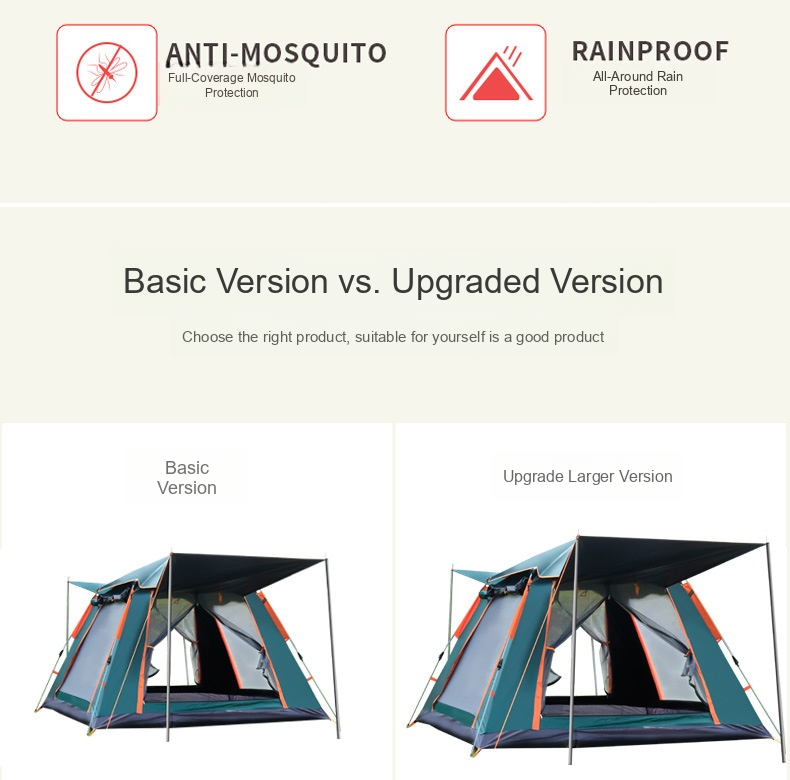 ANTI-MOSQUITO
Full-Coverage Mosquito
Protection
RAINPROOF
All-Around Rain
Protection
Basic Version vs. Upgraded Version
Choose the right product, suitable for yourself is a good product
Basic
Version
Upgrade Larger Version